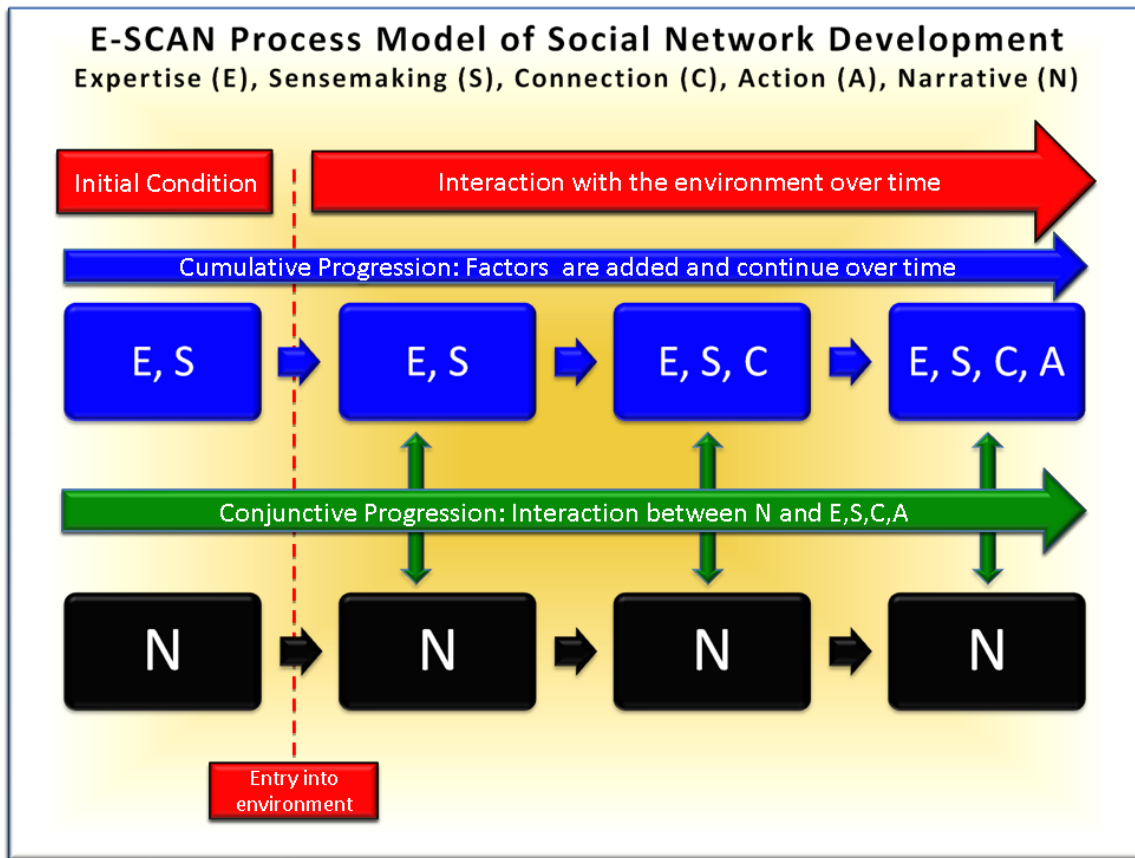 E-SCAN Process Model of Social Network Development
Expertise (E), Sensemaking (S), Connection (C), Action (A), Narrative (N)
Initial Condition
Interaction with the environment over time
Cumulative Progression: Factors are added and continue over time
E, S
E, S
E, S, C
E, S, C, A
Conjunctive Progression: Interaction between N and E,S,C,A
N
N
N
N
Entry into
environment